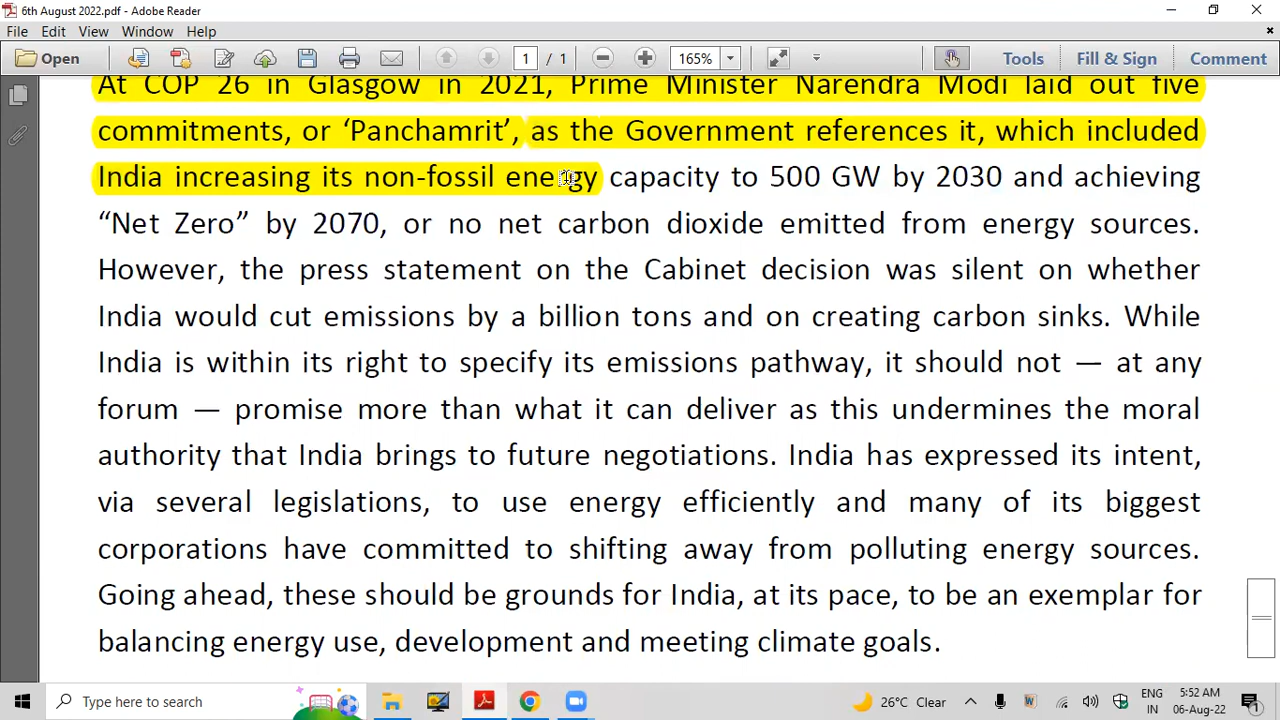 6th August 2022.pdf - Adobe Reader
File Edit View Window Help
Open 1 / 1 165% Tools Fill & Sign Comment
At COP 26 in Glasgow in 2021, Prime Minister Narendra Modi laid out five
commitments, or ‘Panchamrit’, as the Government references it, which included
India increasing its non-fossil energy capacity to 500 GW by 2030 and achieving
“Net Zero” by 2070, or no net carbon dioxide emitted from energy sources.
However, the press statement on the Cabinet decision was silent on whether
India would cut emissions by a billion tons and on creating carbon sinks. While
India is within its right to specify its emissions pathway, it should not — at any
forum — promise more than what it can deliver as this undermines the moral
authority that India brings to future negotiations. India has expressed its intent,
via several legislations, to use energy efficiently and many of its biggest
corporations have committed to shifting away from polluting energy sources.
Going ahead, these should be grounds for India, at its pace, to be an exemplar for
balancing energy use, development and meeting climate goals.
Type here to search 26°C Clear ENG 5:52 AM
IN 06-Aug-22 1